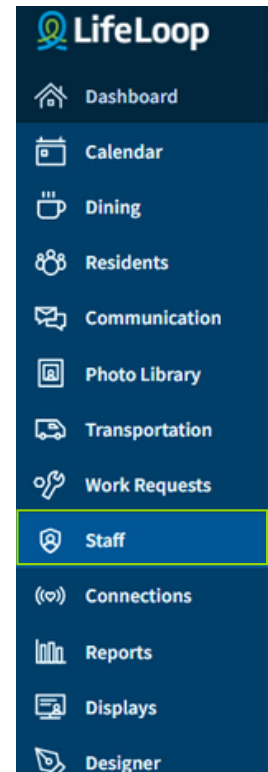 LifeLoop
Dashboard
Calendar
Dining
Residents
Communication
Photo Library
Transportation
Work Requests
Staff
Connections
Reports
Displays
Designer